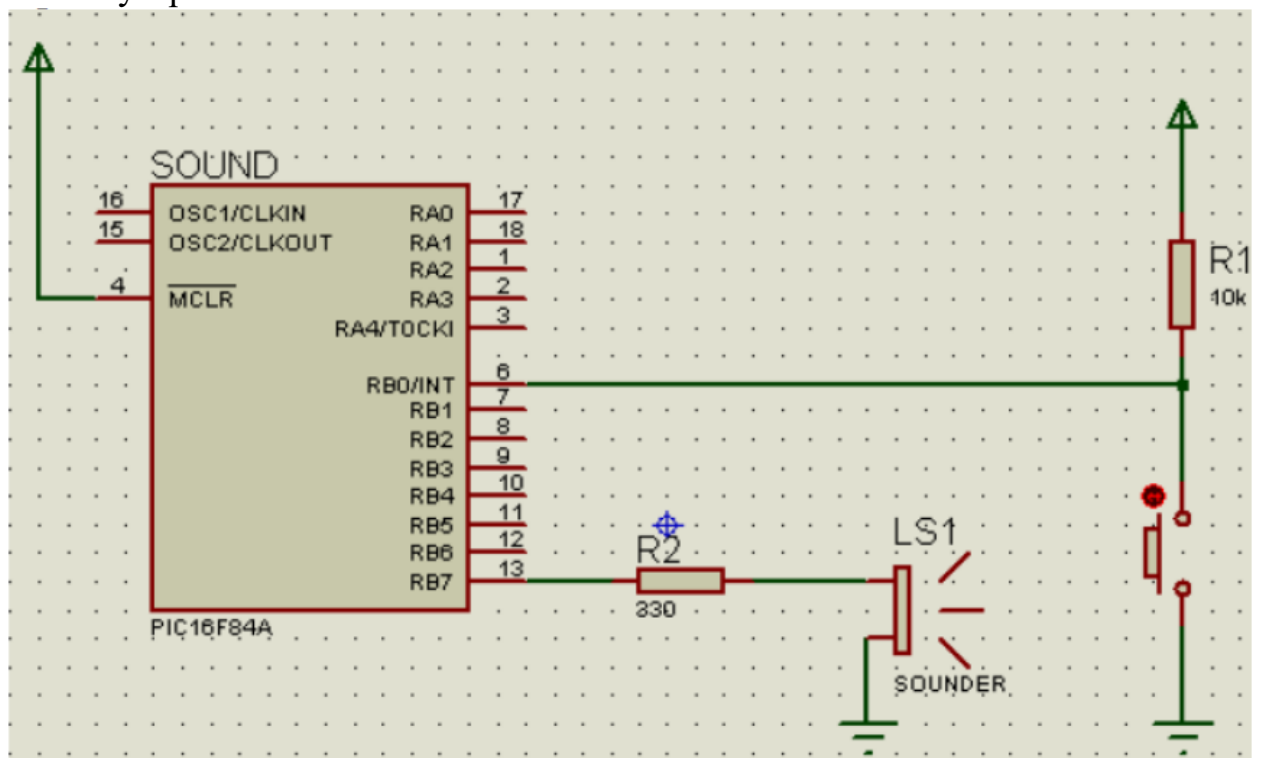 SOUND
16 OSC1/CLKIN RA0 17
15 OSC2/CLKOUT RA1 18
RA2 1
4 MCLR RA3 2
RA4/T0CKI 3
RB0/INT 6
RB1 7
RB2 8
RB3 9
RB4 10
RB5 11
RB6 12
RB7 13
PIC16F84A
R1
10k
R2
330
LS1
SOUNDER